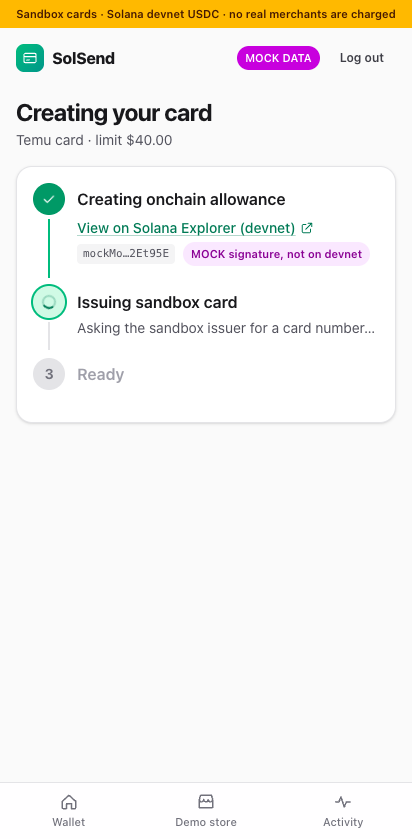 Sandbox cards · Solana devnet USDC · no real merchants are charged
SolSend
MOCK DATA
Log out
Creating your card
Temu card · limit $40.00
Creating onchain allowance
View on Solana Explorer (devnet)
mockMo…2Et95E
MOCK signature, not on devnet
Issuing sandbox card
Asking the sandbox issuer for a card number…
3
Ready
Wallet
Demo store
Activity